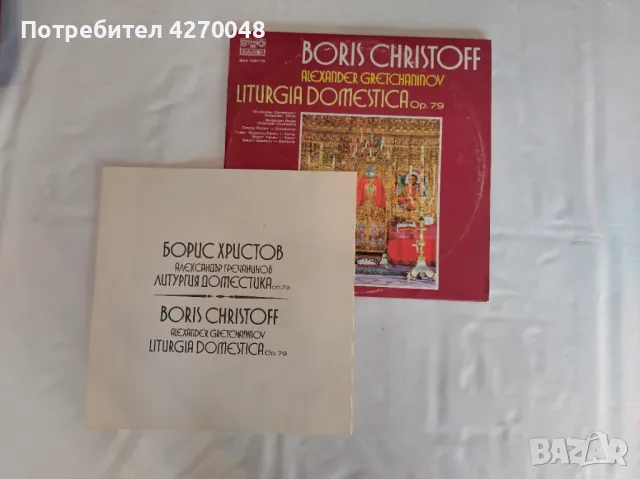 Потребител 4270048
BORIS CHRISTOFF
ALEXANDER GRETCHANINOV
LITURGIA DOMESTICA Op. 79
БОРИС ХРИСТОВ
АЛЕКСАНДЪР ГРЕЧАНИНОВ
ЛИТУРГИЯ ДОМЕСТИКА оп.79
BORIS CHRISTOFF
ALEXANDER GRETCHANINOV
LITURGIA DOMESTICA Op. 79
BAZAR